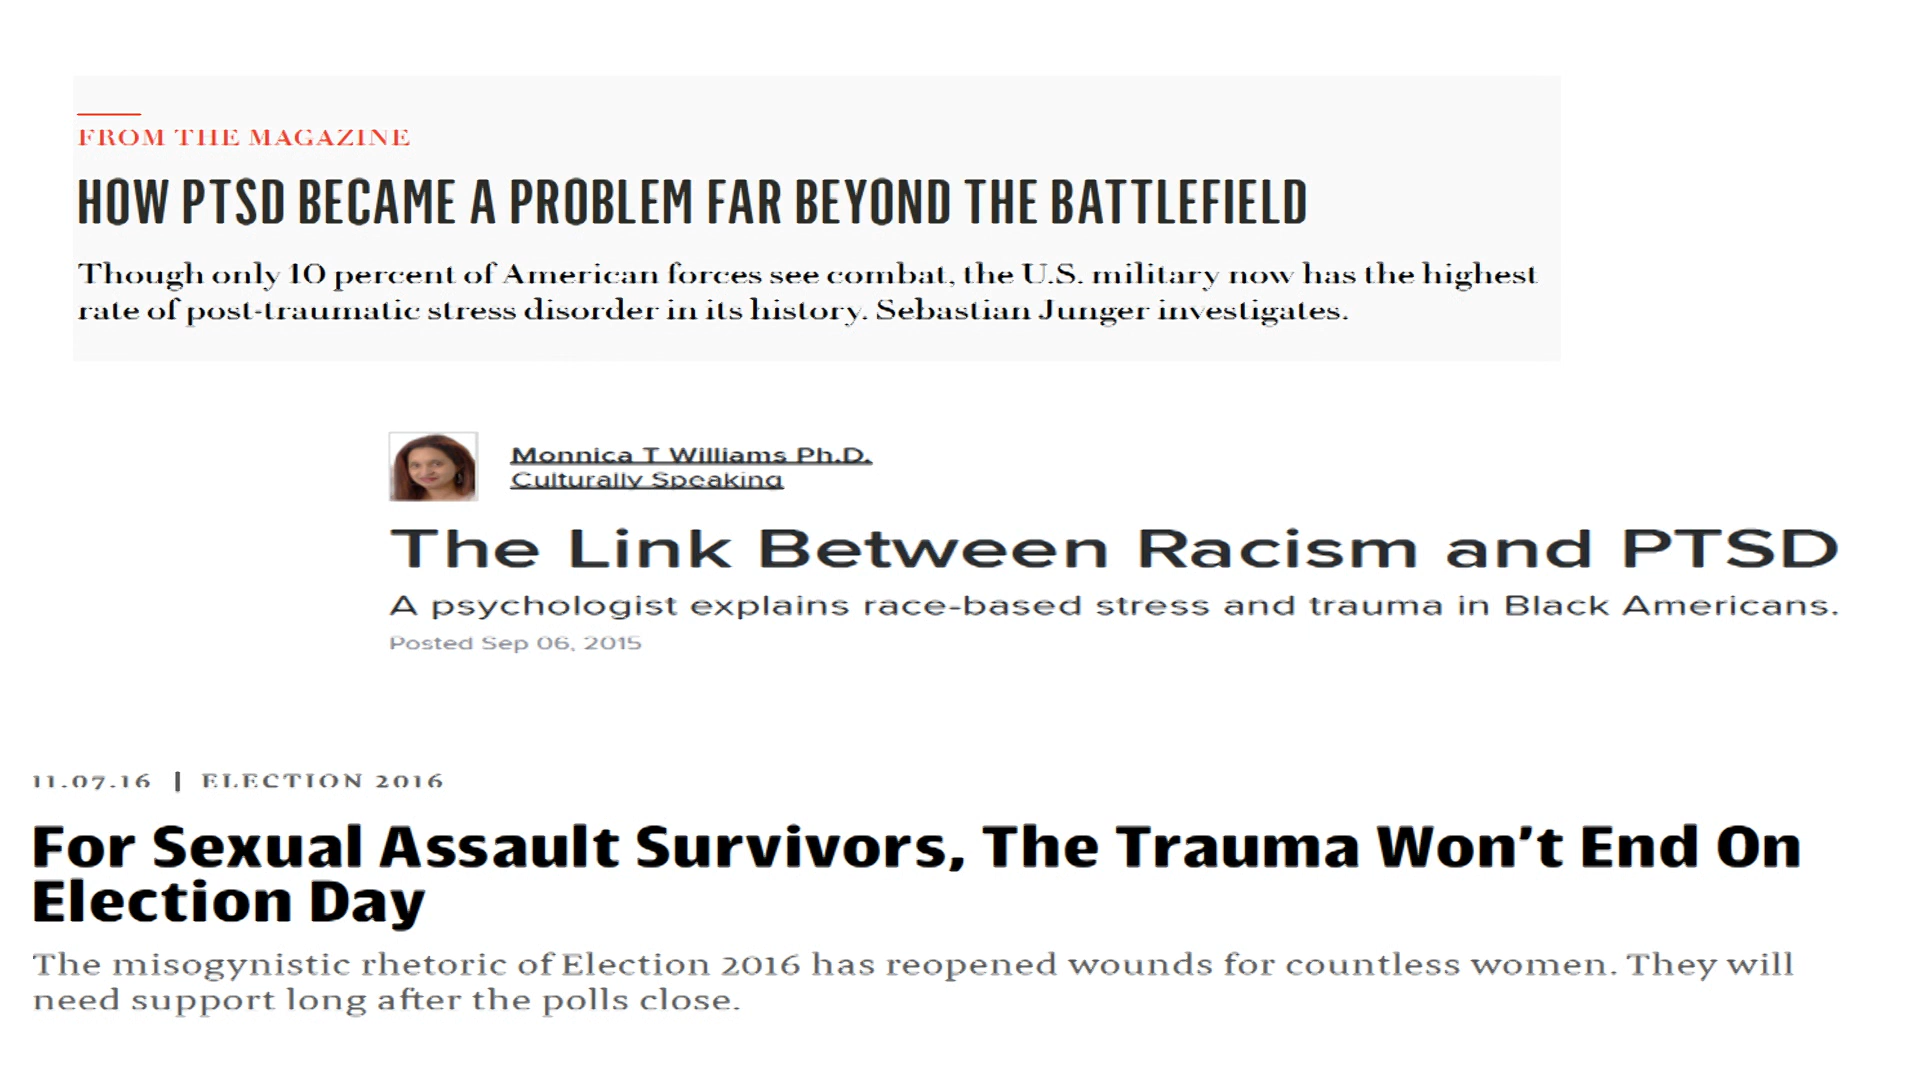 FROM THE MAGAZINE
HOW PTSD BECAME A PROBLEM FAR BEYOND THE BATTLEFIELD
Though only 10 percent of American forces see combat, the U.S. military now has the highest
rate of post-traumatic stress disorder in its history. Sebastian Junger investigates.
Monnica T Williams Ph.D.
Culturally Speaking
The Link Between Racism and PTSD
A psychologist explains race-based stress and trauma in Black Americans.
Posted Sep 06, 2015
11.07.16 | ELECTION 2016
For Sexual Assault Survivors, The Trauma Won’t End On
Election Day
The misogynistic rhetoric of Election 2016 has reopened wounds for countless women. They will
need support long after the polls close.